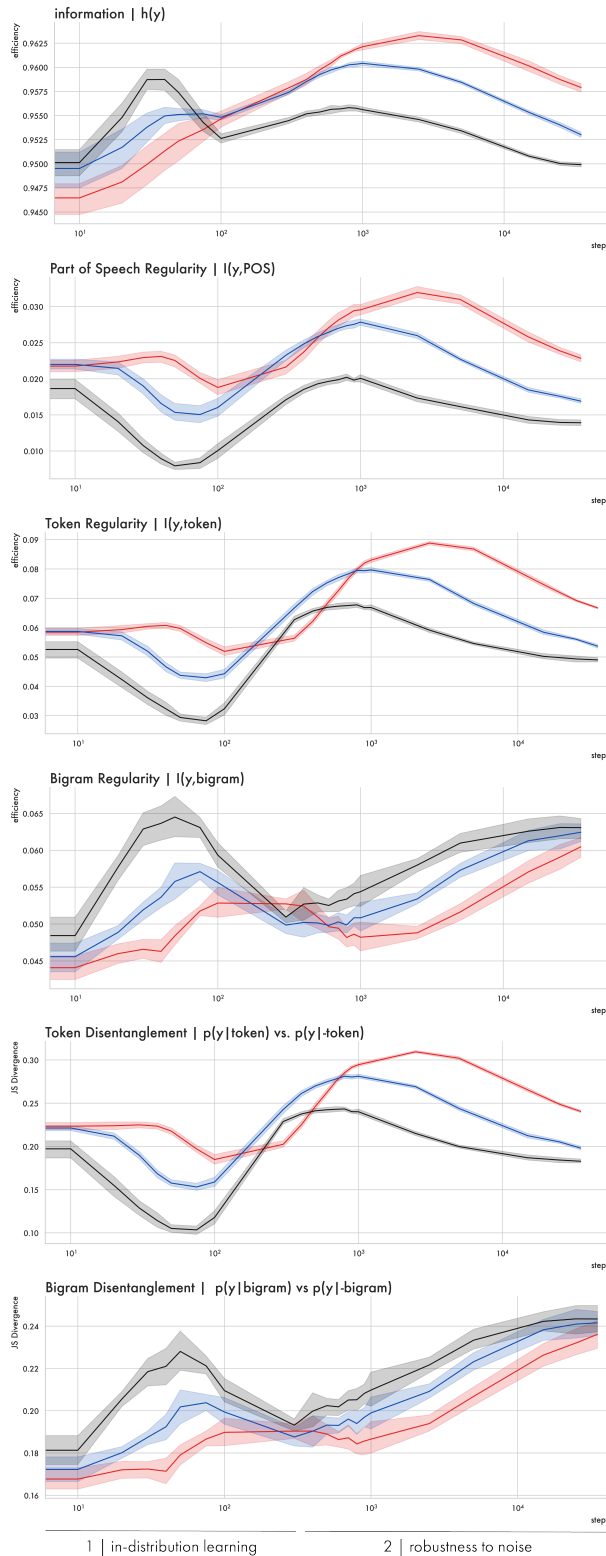 information | h(y)
efficiency
0.9625
0.9600
0.9575
0.9550
0.9525
0.9500
0.9475
0.9450
10¹ 10² 10³ 10⁴
step
Part of Speech Regularity | I(y,POS)
efficiency
0.030
0.025
0.020
0.015
0.010
10¹ 10² 10³ 10⁴
step
Token Regularity | I(y,token)
efficiency
0.09
0.08
0.07
0.06
0.05
0.04
0.03
10¹ 10² 10³ 10⁴
step
Bigram Regularity | I(y,bigram)
efficiency
0.065
0.060
0.055
0.050
0.045
10¹ 10² 10³ 10⁴
step
Token Disentanglement | p(y|token) vs. p(y|-token)
JS Divergence
0.30
0.25
0.20
0.15
0.10
10¹ 10² 10³ 10⁴
step
Bigram Disentanglement | p(y|bigram) vs p(y|-bigram)
JS Divergence
0.24
0.22
0.20
0.18
0.16
10¹ 10² 10³ 10⁴
step
1 | in-distribution learning 2 | robustness to noise